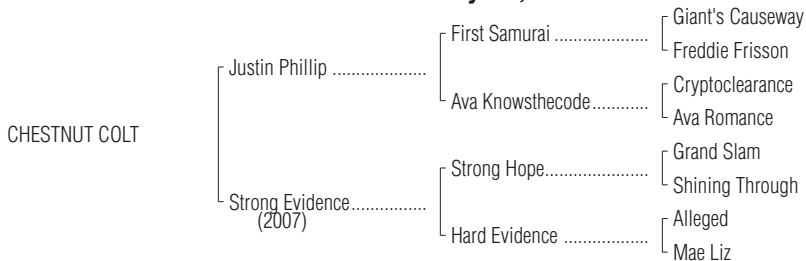 Giant's Causeway
First Samurai ...................
Freddie Frisson
Justin Phillip ...................
Cryptoclearance
Ava Knowsthecode............
Ava Romance
CHESTNUT COLT
Grand Slam
Strong Hope.....................
Shining Through
Strong Evidence................
(2007)
Alleged
Hard Evidence .................
Mae Liz